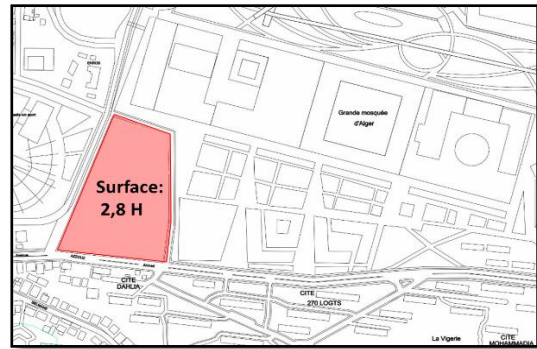 Grande mosquée
d'Alger
Surface:
2,8 H
CITE
DAHLIA
CITE
270 LOGTS
La Vigerie
CITE
MOHAMMADIA